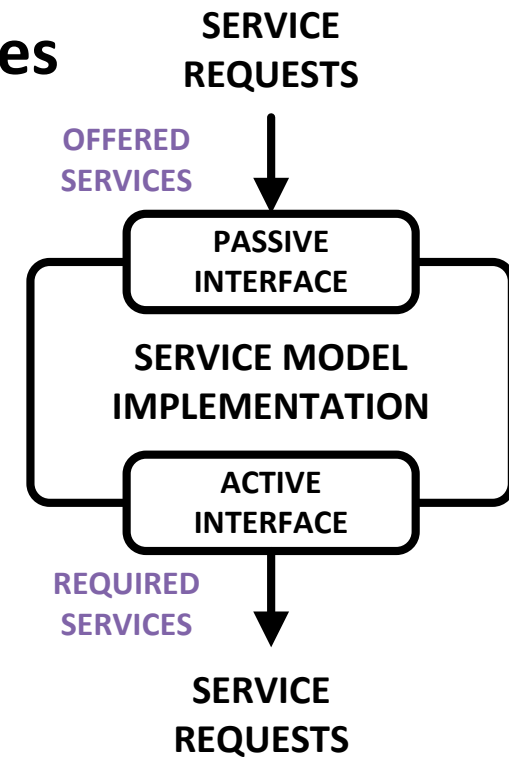 es
SERVICE
REQUESTS
OFFERED
SERVICES
PASSIVE
INTERFACE
SERVICE MODEL
IMPLEMENTATION
ACTIVE
INTERFACE
REQUIRED
SERVICES
SERVICE
REQUESTS